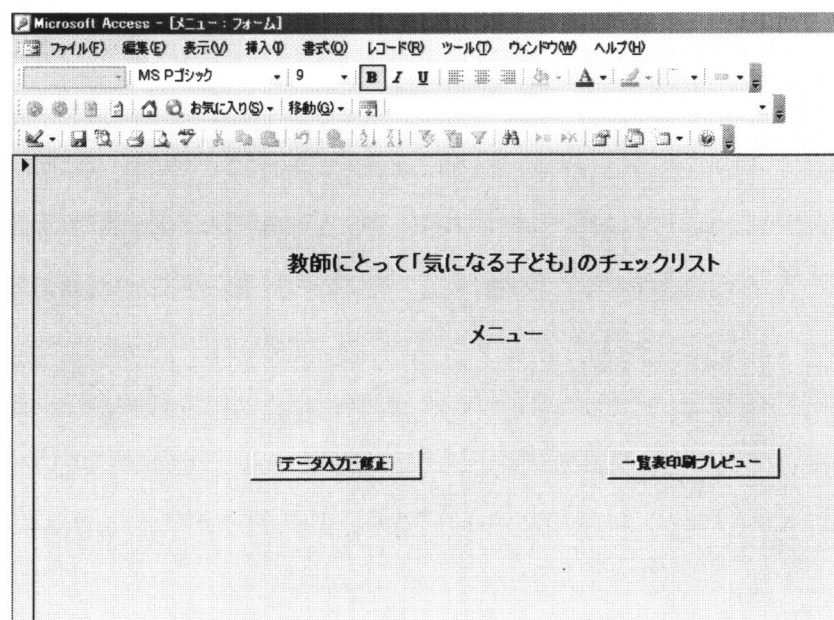 Microsoft Access - [メニュー : フォーム]
ファイル(F) 編集(E) 表示(V) 挿入(I) 書式(O) レコード(R) ツール(T) ウィンドウ(W) ヘルプ(H)
MS Pゴシック 9 B I U A
お気に入り(S) 移動(G)
教師にとって「気になる子ども」のチェックリスト
メニュー
データ入力・修正 一覧表印刷プレビュー